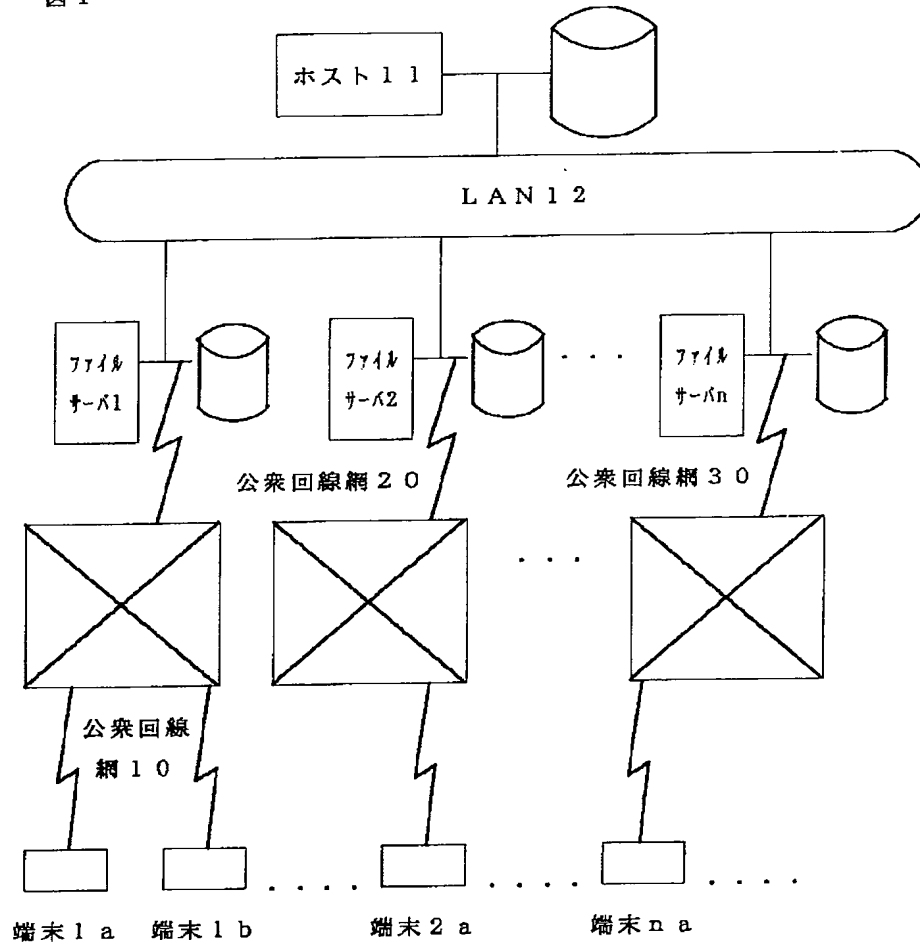 図1
ホスト11
LAN12
ファイル
サーバ1
ファイル
サーバ2
・・・
ファイル
サーバn
公衆回線網20
公衆回線網30
・・・
公衆回線
網10
端末1a
端末1b
・・・・
端末2a
・・・・
端末na
・・・・